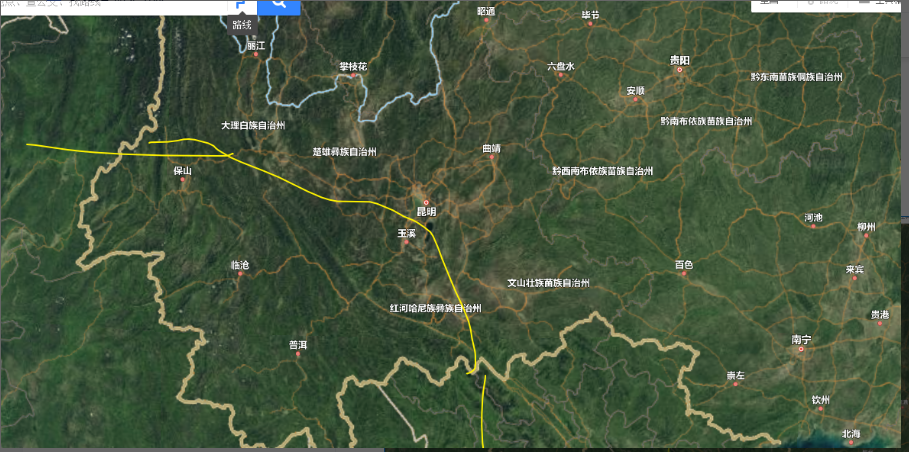 路线
昭通
毕节
丽江
攀枝花
六盘水
贵阳
黔东南苗族侗族自治州
安顺
大理白族自治州
黔南布依族苗族自治州
楚雄彝族自治州
曲靖
保山
黔西南布依族苗族自治州
昆明
河池
柳州
玉溪
临沧
百色
来宾
文山壮族苗族自治州
红河哈尼族彝族自治州
贵港
普洱
南宁
崇左
钦州
北海